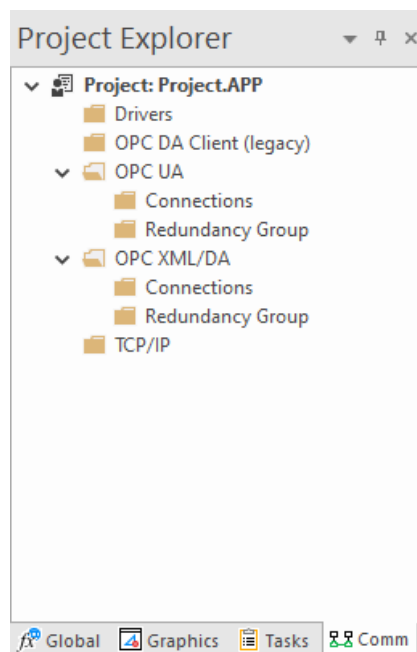 Project Explorer
Project: Project.APP
Drivers
OPC DA Client (legacy)
OPC UA
Connections
Redundancy Group
OPC XML/DA
Connections
Redundancy Group
TCP/IP
Global Graphics Tasks Comm